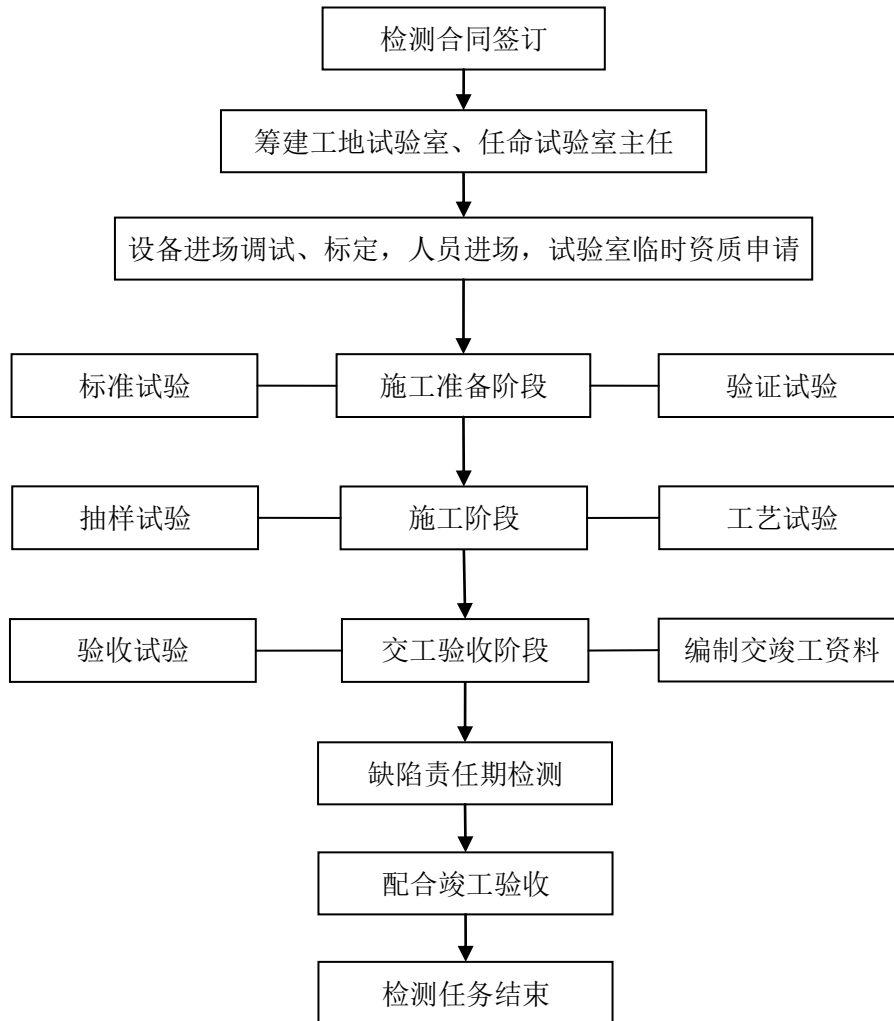 检测合同签订
筹建工地试验室、任命试验室主任
设备进场调试、标定，人员进场，试验室临时资质申请
标准试验
施工准备阶段
验证试验
抽样试验
施工阶段
工艺试验
验收试验
交工验收阶段
编制交竣工资料
缺陷责任期检测
配合竣工验收
检测任务结束